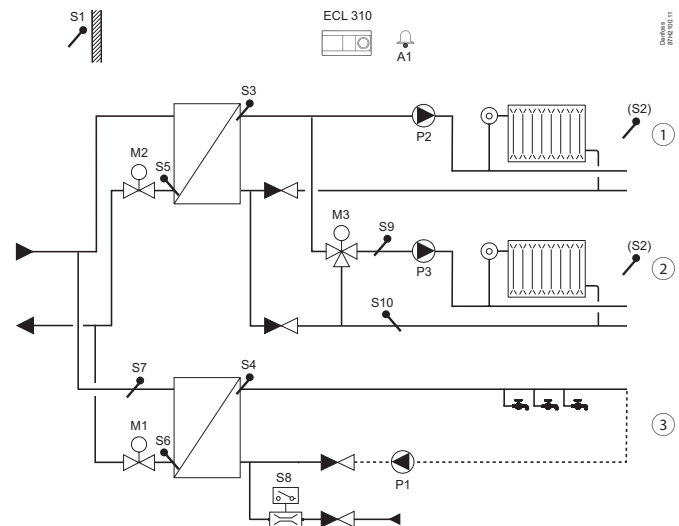 S1
ECL 310
A1
Danfoss
87H2100.11
S3
P2
(S2)
1
M2
S5
M3
S9
P3
(S2)
2
S10
S7
S4
M1
S6
3
P1
S8